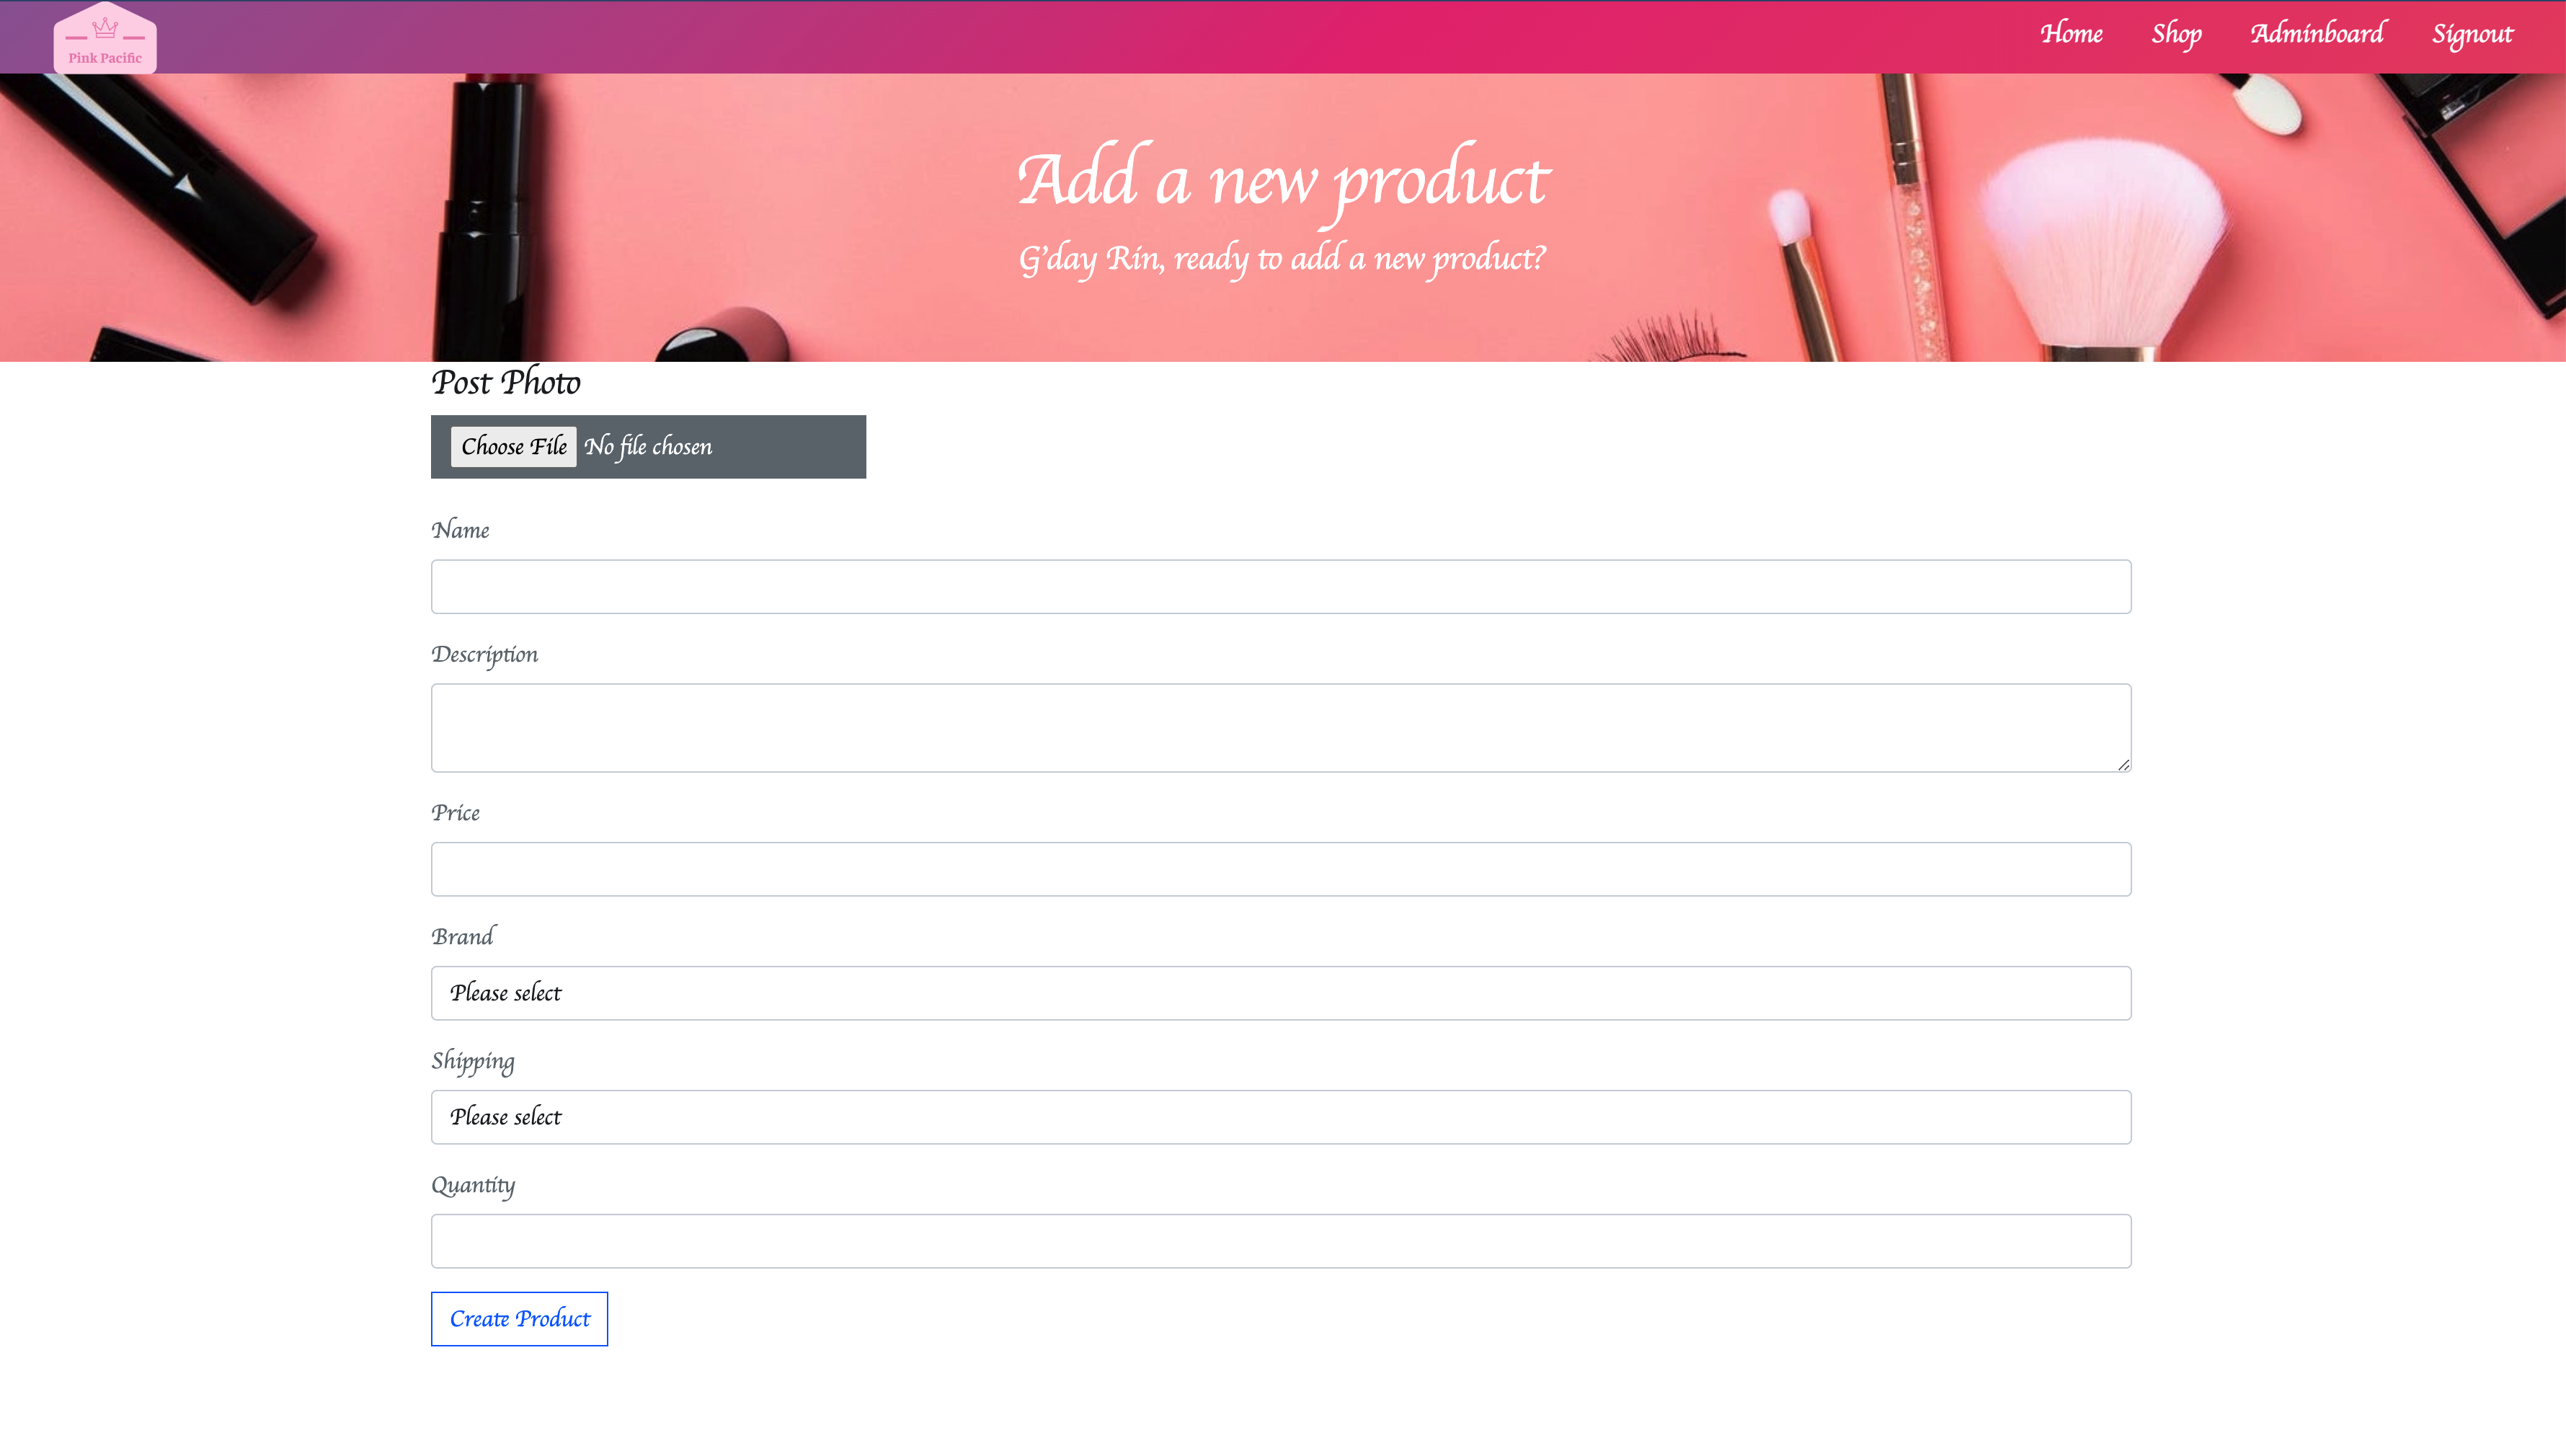 Pink Pacific
Home Shop Adminboard Signout
Add a new product
G'day Rin, ready to add a new product?
Post Photo
Choose File No file chosen
Name
Description
Price
Brand
Please select
Shipping
Please select
Quantity
Create Product